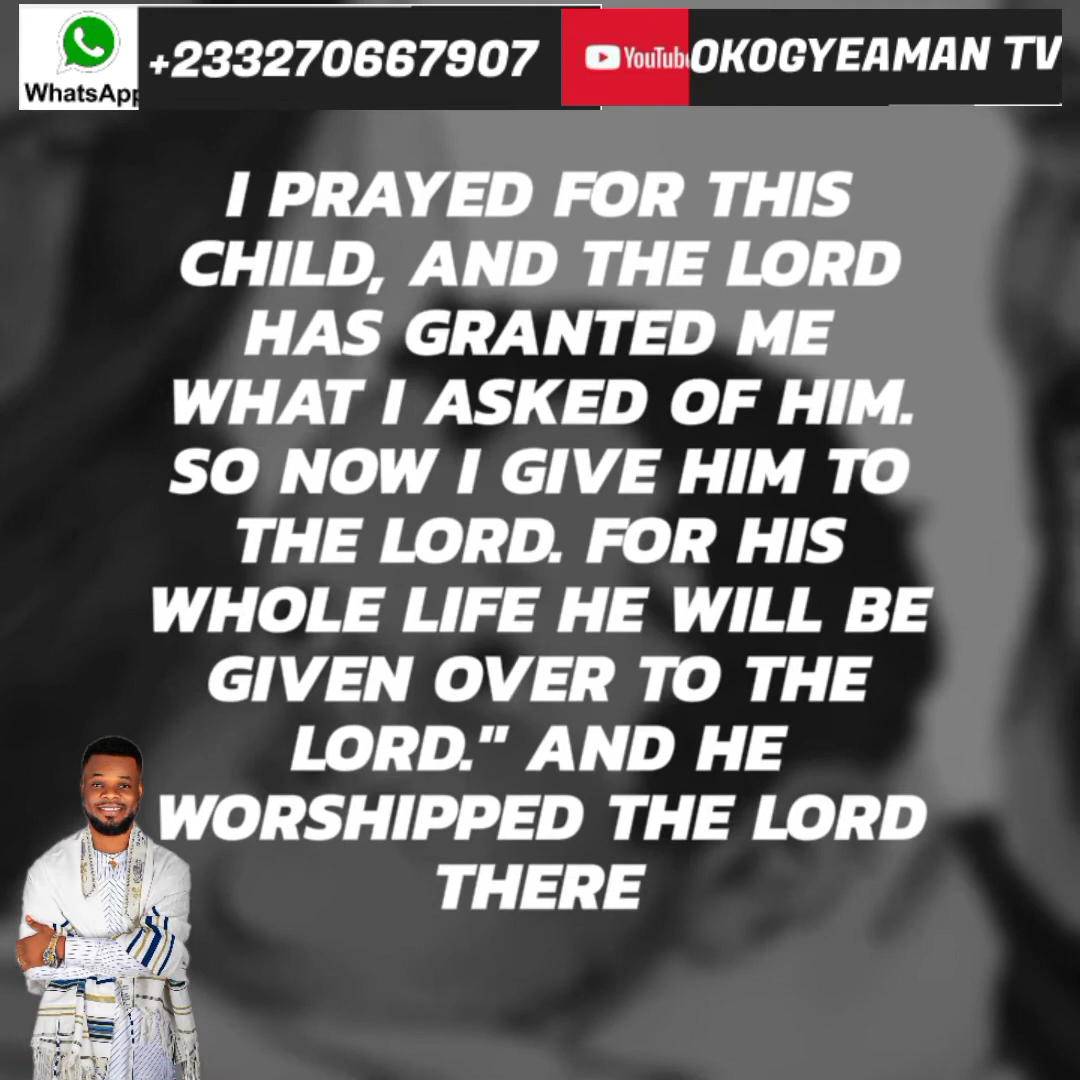 WhatsApp +233270667907 YouTub OKOGYEAMAN TV
I PRAYED FOR THIS
CHILD, AND THE LORD
HAS GRANTED ME
WHAT I ASKED OF HIM.
SO NOW I GIVE HIM TO
THE LORD. FOR HIS
WHOLE LIFE HE WILL BE
GIVEN OVER TO THE
LORD." AND HE
WORSHIPPED THE LORD
THERE